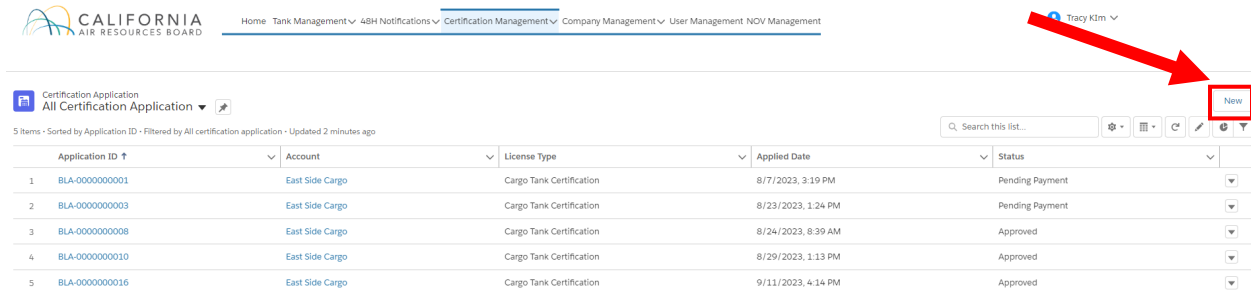 CALIFORNIA
AIR RESOURCES BOARD
Home Tank Management 48H Notifications Certification Management Company Management User Management NOV Management
Tracy KIm
Certification Application
All Certification Application
New
5 items • Sorted by Application ID • Filtered by All certification application • Updated 2 minutes ago
Search this list...
Application ID ↑ Account License Type Applied Date Status
1 BLA-0000000001 East Side Cargo Cargo Tank Certification 8/7/2023, 3:19 PM Pending Payment
2 BLA-0000000003 East Side Cargo Cargo Tank Certification 8/23/2023, 1:24 PM Pending Payment
3 BLA-0000000008 East Side Cargo Cargo Tank Certification 8/24/2023, 8:39 AM Approved
4 BLA-0000000010 East Side Cargo Cargo Tank Certification 8/29/2023, 1:13 PM Approved
5 BLA-0000000016 East Side Cargo Cargo Tank Certification 9/11/2023, 4:14 PM Approved